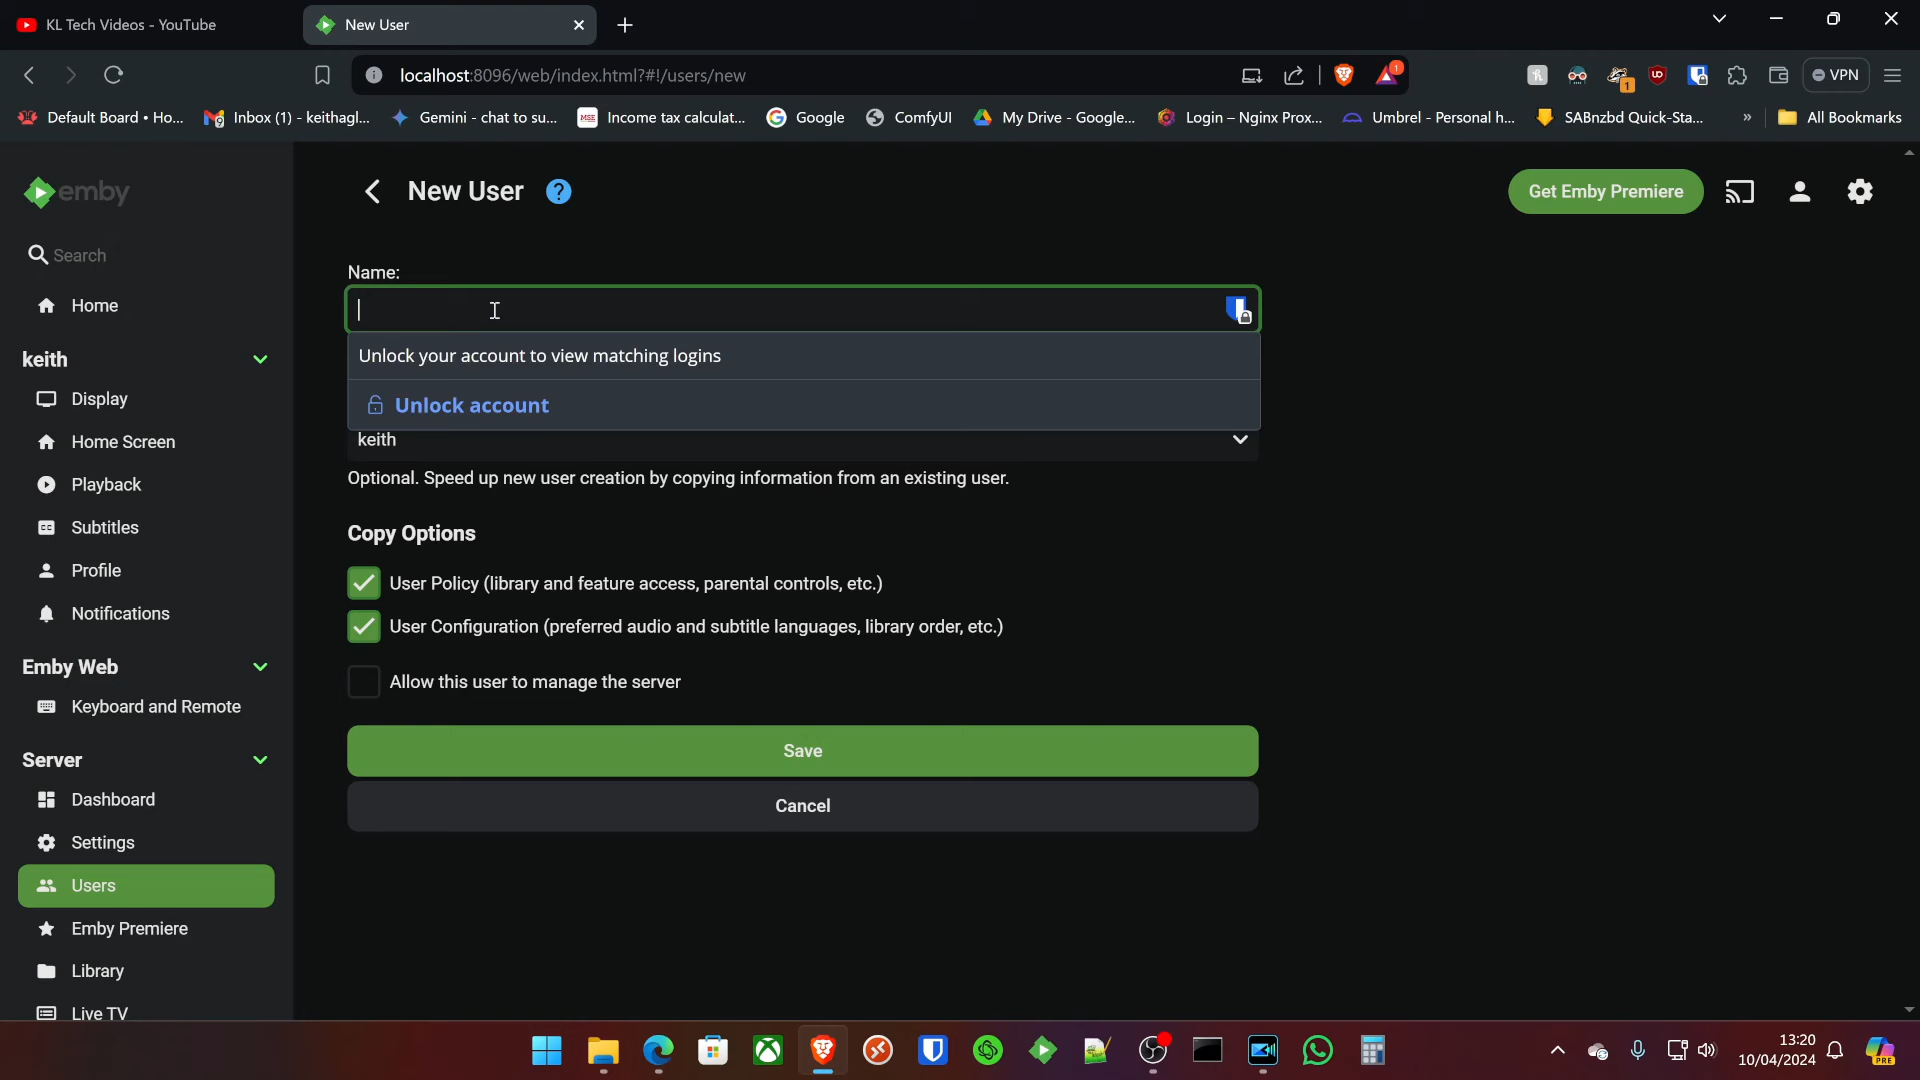 KL Tech Videos - YouTube
New User
localhost:8096/web/index.html?#!/users/new
1
1
VPN
Default Board • Ho...
Inbox (1) - keithagl...
Gemini - chat to su...
MSE
Income tax calculat...
Google
ComfyUI
My Drive - Google...
Login – Nginx Prox...
Umbrel - Personal h...
SABnzbd Quick-Sta...
»
All Bookmarks
emby
New User
?
Get Emby Premiere
Search
Home
keith
Display
Home Screen
Playback
Subtitles
Profile
Notifications
Emby Web
Keyboard and Remote
Server
Dashboard
Settings
Users
Emby Premiere
Library
Live TV
Name:
Unlock your account to view matching logins
Unlock account
keith
Optional. Speed up new user creation by copying information from an existing user.
Copy Options
User Policy (library and feature access, parental controls, etc.)
User Configuration (preferred audio and subtitle languages, library order, etc.)
Allow this user to manage the server
Save
Cancel
13:20
10/04/2024
PRE